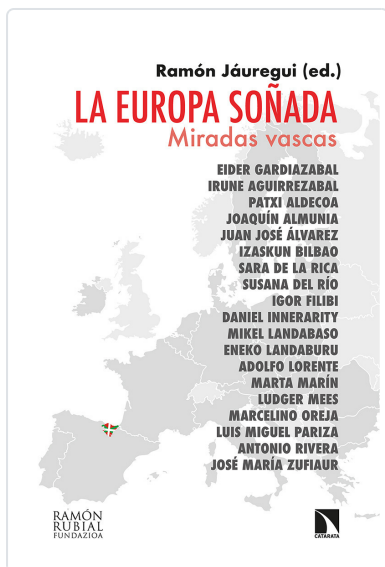 Ramón Jáuregui (ed.)
LA EUROPA SOÑADA
Miradas vascas
EIDER GARDIAZABAL
IRUNE AGUIRREZABAL
PATXI ALDECOA
JOAQUÍN ALMUNIA
JUAN JOSÉ ÁLVAREZ
IZASKUN BILBAO
SARA DE LA RICA
SUSANA DEL RÍO
IGOR FILIBI
DANIEL INNERARITY
MIKEL LANDABASO
ENEKO LANDABURU
ADOLFO LORENTE
MARTA MARÍN
LUDGER MEES
MARCELINO OREJA
LUIS MIGUEL PARIZA
ANTONIO RIVERA
JOSÉ MARÍA ZUFIAUR
RAMÓN
RUBIAL
FUNDAZIOA
CATARATA